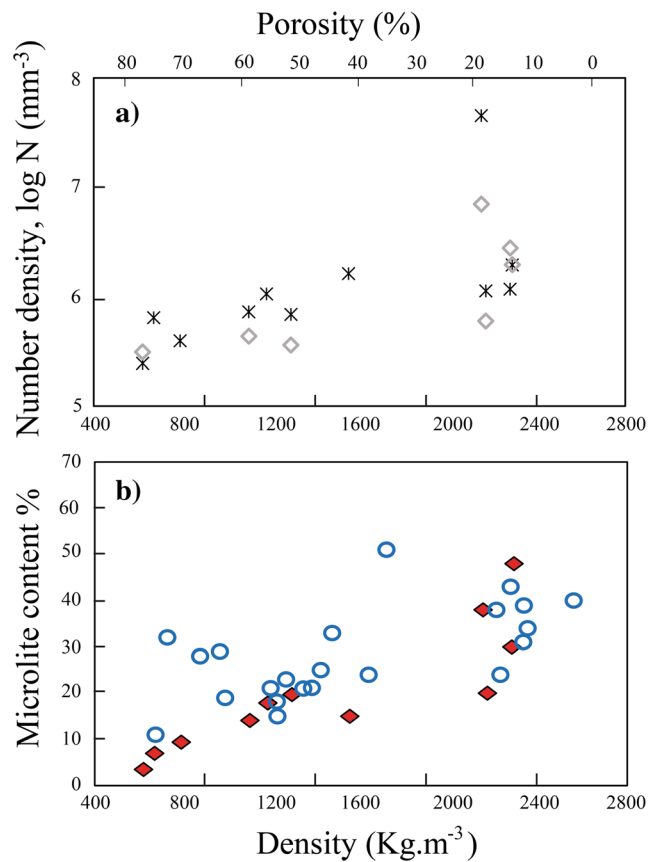 Porosity (%)
80 70 60 50 40 30 20 10 0
Number density, log N (mm-3)
8
7
6
5
a)
400 800 1200 1600 2000 2400 2800
Microlite content %
70
60
50
40
30
20
10
0
b)
400 800 1200 1600 2000 2400 2800
Density (Kg.m-3)